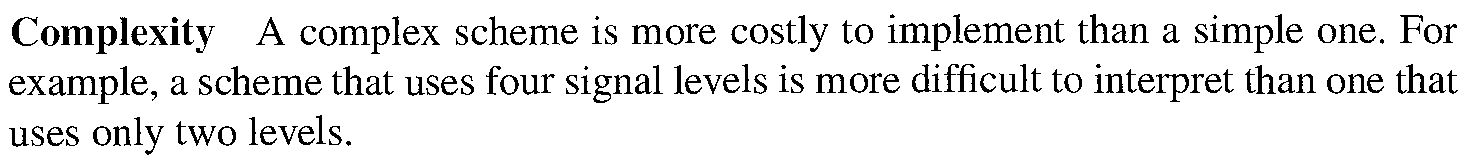 Complexity A complex scheme is more costly to implement than a simple one. For
example, a scheme that uses four signal levels is more difficult to interpret than one that
uses only two levels.